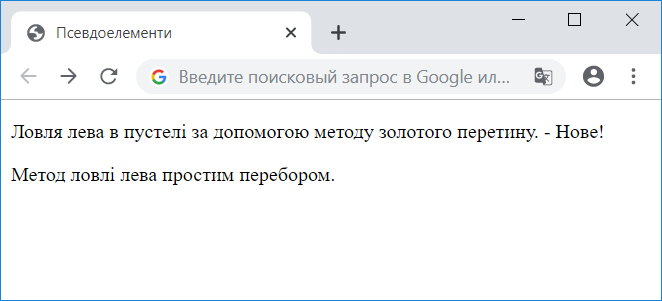 Псевдоелементи
Введите поисковый запрос в Google ил...
Ловля лева в пустелі за допомогою методу золотого перетину. - Нове!
Метод ловлі лева простим перебором.